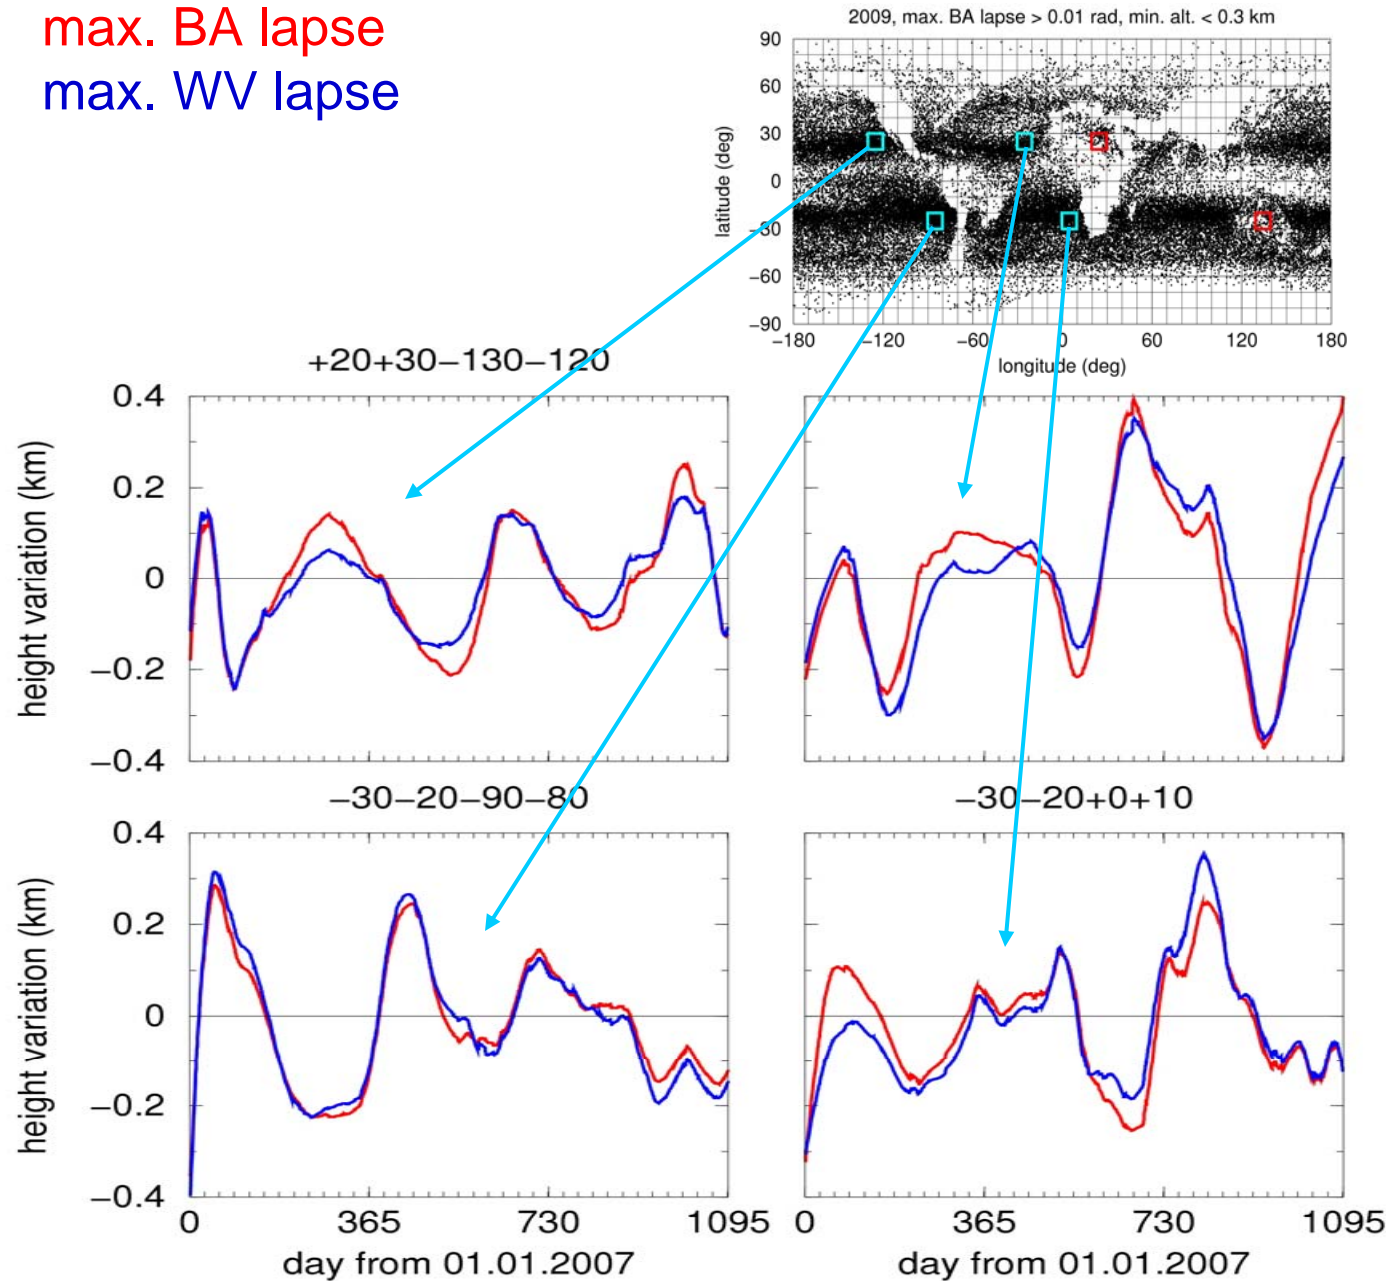 max. BA lapse
max. WV lapse
2009, max. BA lapse > 0.01 rad, min. alt. < 0.3 km
latitude (deg)
90
60
30
0
−30
−60
−90
−180 −120 −60 0 60 120 180
longitude (deg)
+20+30−130−120
height variation (km)
0.4
0.2
0
−0.2
−0.4
−30−20−90−80
−30−20+0+10
height variation (km)
0.4
0.2
0
−0.2
−0.4
0 365 730 1095
0 365 730 1095
day from 01.01.2007
day from 01.01.2007